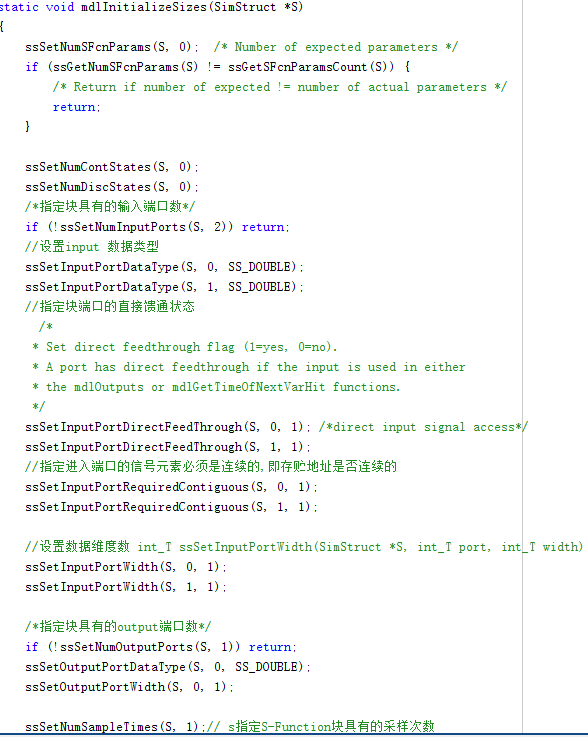 static void mdlInitializeSizes(SimStruct *S)
{
    ssSetNumSFcnParams(S, 0);  /* Number of expected parameters */
    if (ssGetNumSFcnParams(S) != ssGetSFcnParamsCount(S)) {
        /* Return if number of expected != number of actual parameters */
        return;
    }

    ssSetNumContStates(S, 0);
    ssSetNumDiscStates(S, 0);
    /*指定块具有的输入端口数*/
    if (!ssSetNumInputPorts(S, 2)) return;
    //设置input 数据类型
    ssSetInputPortDataType(S, 0, SS_DOUBLE);
    ssSetInputPortDataType(S, 1, SS_DOUBLE);
    //指定块端口的直接馈通状态
      /*
     * Set direct feedthrough flag (1=yes, 0=no).
     * A port has direct feedthrough if the input is used in either
     * the mdlOutputs or mdlGetTimeOfNextVarHit functions.
     */
    ssSetInputPortDirectFeedThrough(S, 0, 1); /*direct input signal access*/
    ssSetInputPortDirectFeedThrough(S, 1, 1);
    //指定进入端口的信号元素必须是连续的,即存贮地址是否连续的
    ssSetInputPortRequiredContiguous(S, 0, 1);
    ssSetInputPortRequiredContiguous(S, 1, 1);

    //设置数据维度数 int_T ssSetInputPortWidth(SimStruct *S, int_T port, int_T width)
    ssSetInputPortWidth(S, 0, 1);
    ssSetInputPortWidth(S, 1, 1);

    /*指定块具有的output端口数*/
    if (!ssSetNumOutputPorts(S, 1)) return;
    ssSetOutputPortDataType(S, 0, SS_DOUBLE);
    ssSetOutputPortWidth(S, 0, 1);

    ssSetNumSampleTimes(S, 1);// s指定S-Function块具有的采样次数